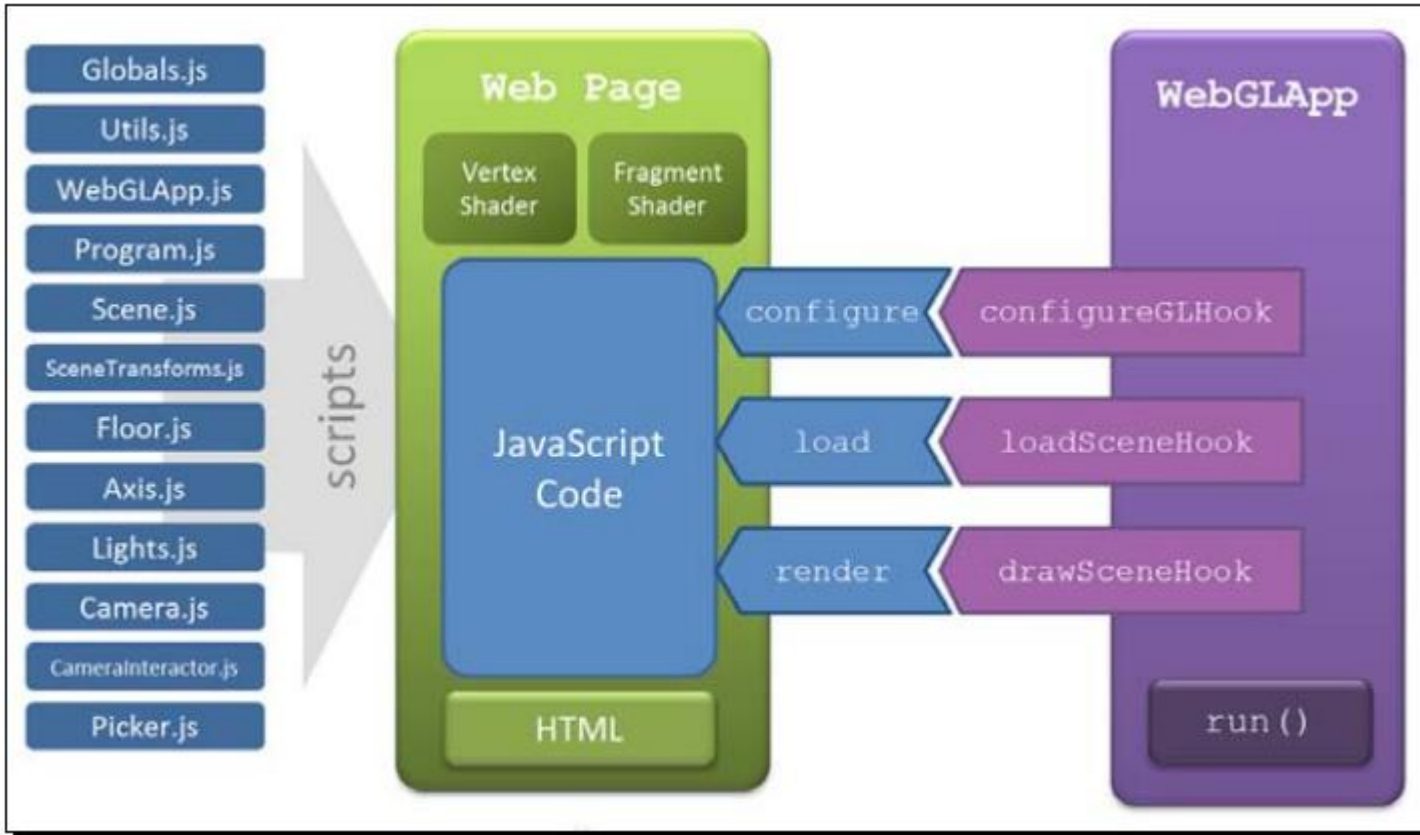 Globals.js
Utils.js
WebGLApp.js
Program.js
Scene.js
SceneTransforms.js
Floor.js
Axis.js
Lights.js
Camera.js
CameraInteractor.js
Picker.js
scripts
Web Page
Vertex
Shader
Fragment
Shader
JavaScript
Code
HTML
configure
load
render
WebGLApp
configureGLHook
loadSceneHook
drawSceneHook
run()